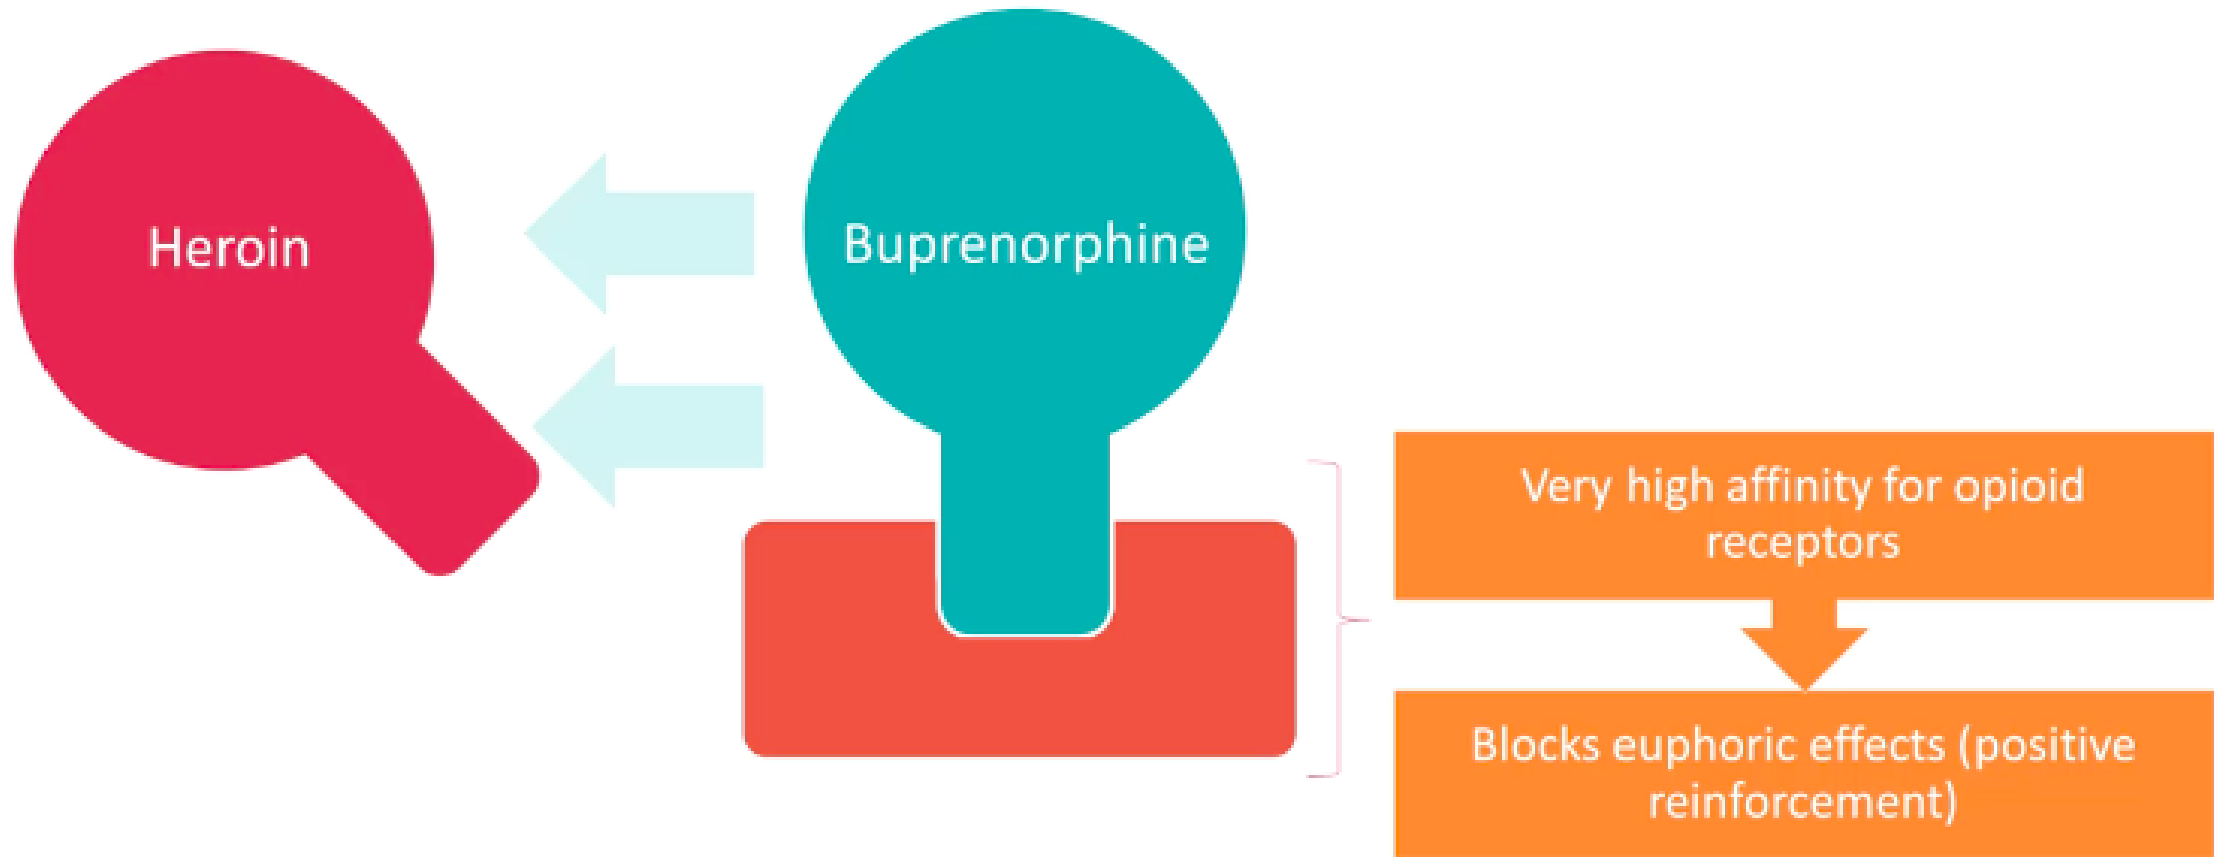 Heroin
Buprenorphine
Very high affinity for opioid
receptors
Blocks euphoric effects (positive
reinforcement)